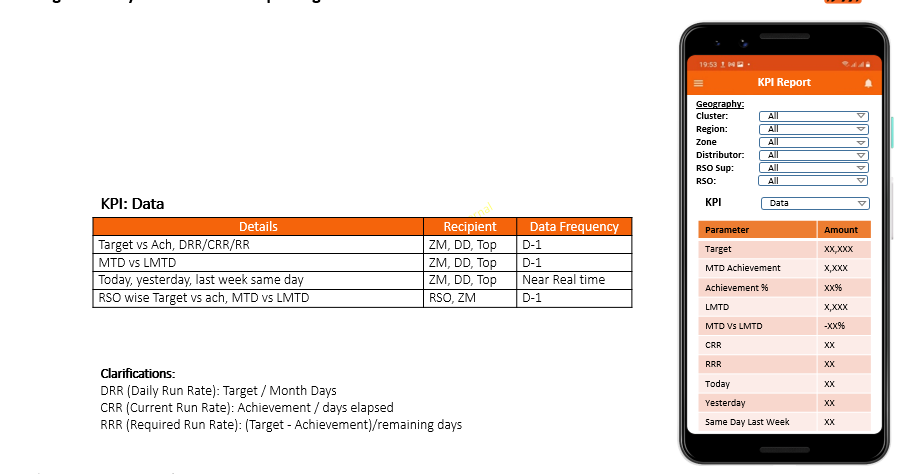 KPI: Data
Details Recipient Data Frequency
Target vs Ach, DRR/CRR/RR ZM, DD, Top D-1
MTD vs LMTD ZM, DD, Top D-1
Today, yesterday, last week same day ZM, DD, Top Near Real time
RSO wise Target vs ach, MTD vs LMTD RSO, ZM D-1
Clarifications:
DRR (Daily Run Rate): Target / Month Days
CRR (Current Run Rate): Achievement / days elapsed
RRR (Required Run Rate): (Target - Achievement)/remaining days
19:53
KPI Report
Geography:
Cluster: All
Region: All
Zone All
Distributor: All
RSO Sup: All
RSO: All
KPI Data
Parameter Amount
Target XX,XXX
MTD Achievement X,XXX
Achievement % XX%
LMTD X,XXX
MTD Vs LMTD -XX%
CRR XX
RRR XX
Today XX
Yesterday XX
Same Day Last Week XX